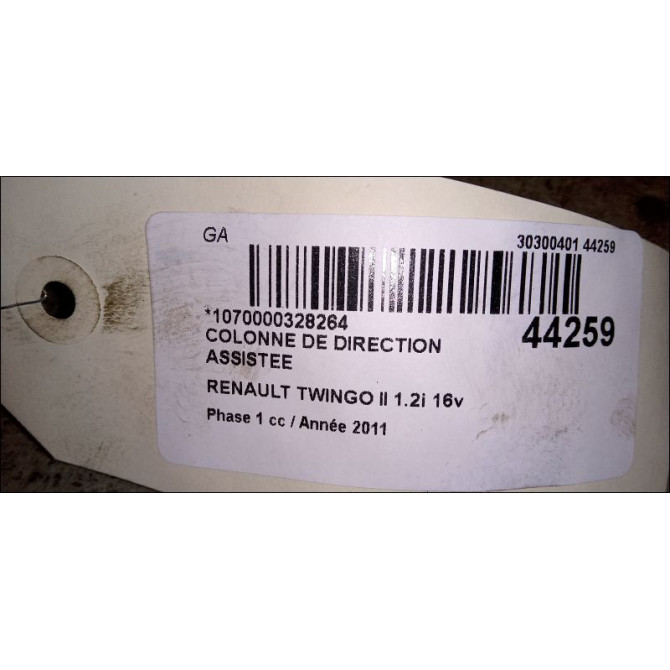 GA
30300401 44259
*1070000328264
44259
COLONNE DE DIRECTION
ASSISTEE
RENAULT TWINGO II 1.2i 16v
Phase 1 cc / Année 2011